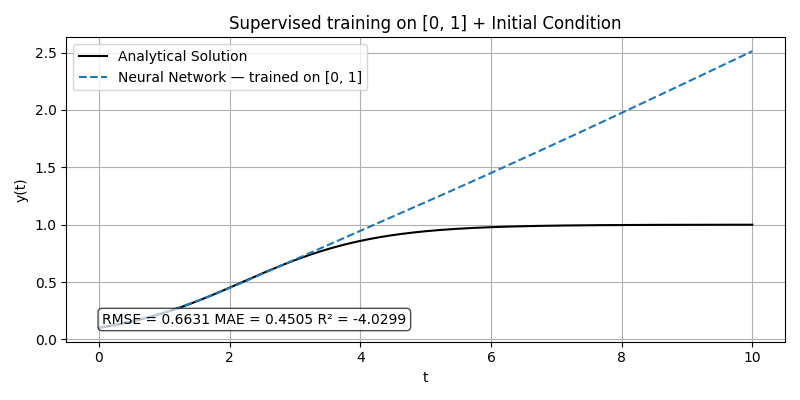 Supervised training on [0, 1] + Initial Condition
Analytical Solution
Neural Network — trained on [0, 1]
y(t)
2.5
2.0
1.5
1.0
0.5
0.0
RMSE = 0.6631 MAE = 0.4505 R² = -4.0299
0 2 4 6 8 10
t